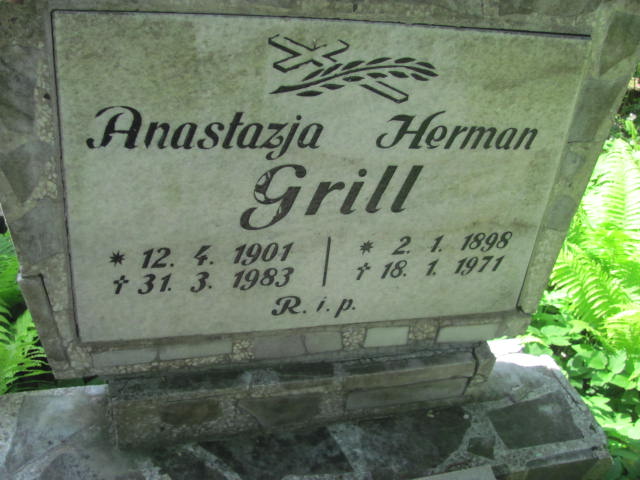 Anastazja Herman
Grill
* 12. 4. 1901 * 2. 1. 1898
† 31. 3. 1983 † 18. 1. 1971
R. i. p.